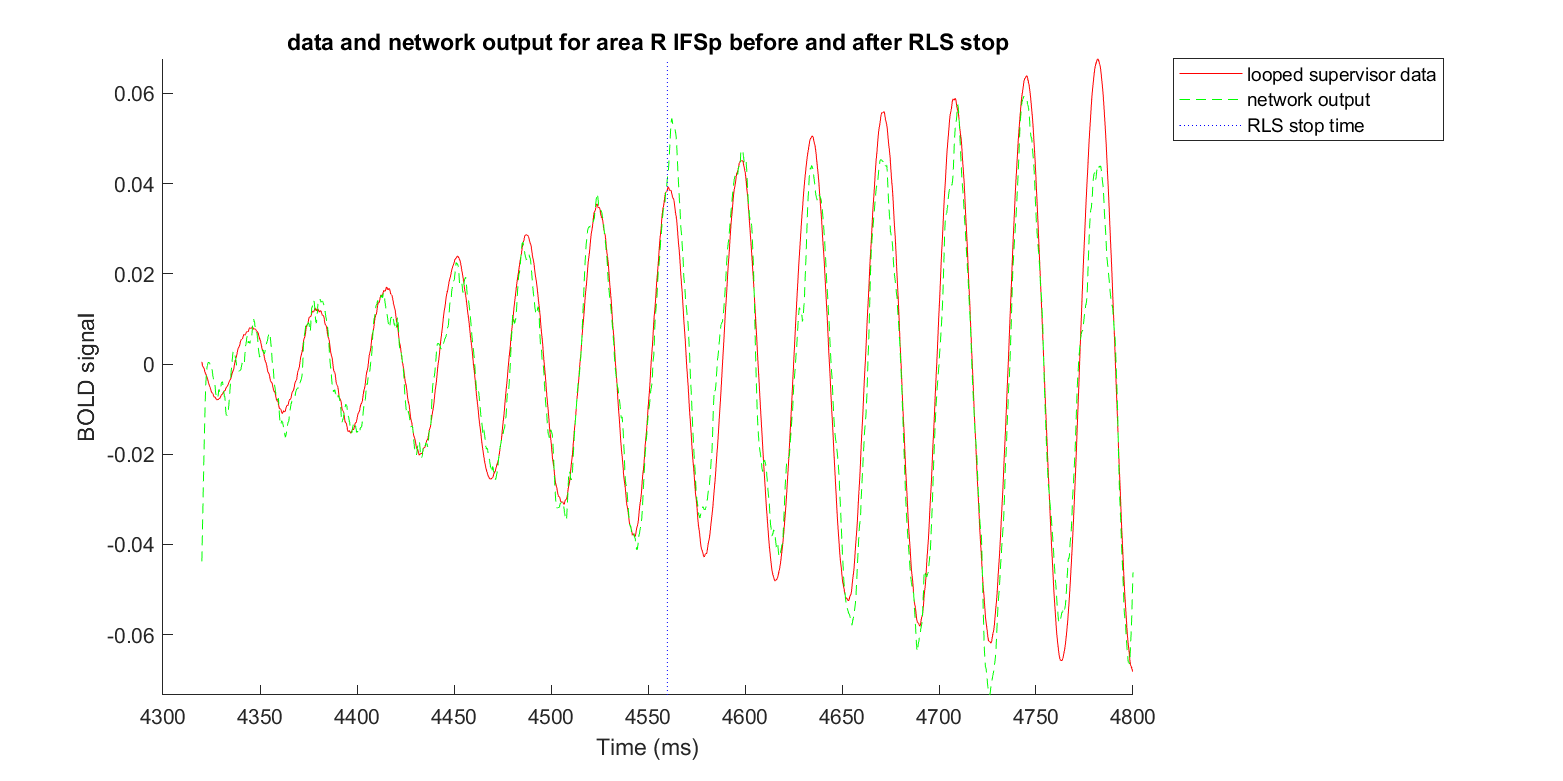 data and network output for area R IFSp before and after RLS stop
looped supervisor data
network output
RLS stop time
BOLD signal
0.06
0.04
0.02
0
-0.02
-0.04
-0.06
4300 4350 4400 4450 4500 4550 4600 4650 4700 4750 4800
Time (ms)